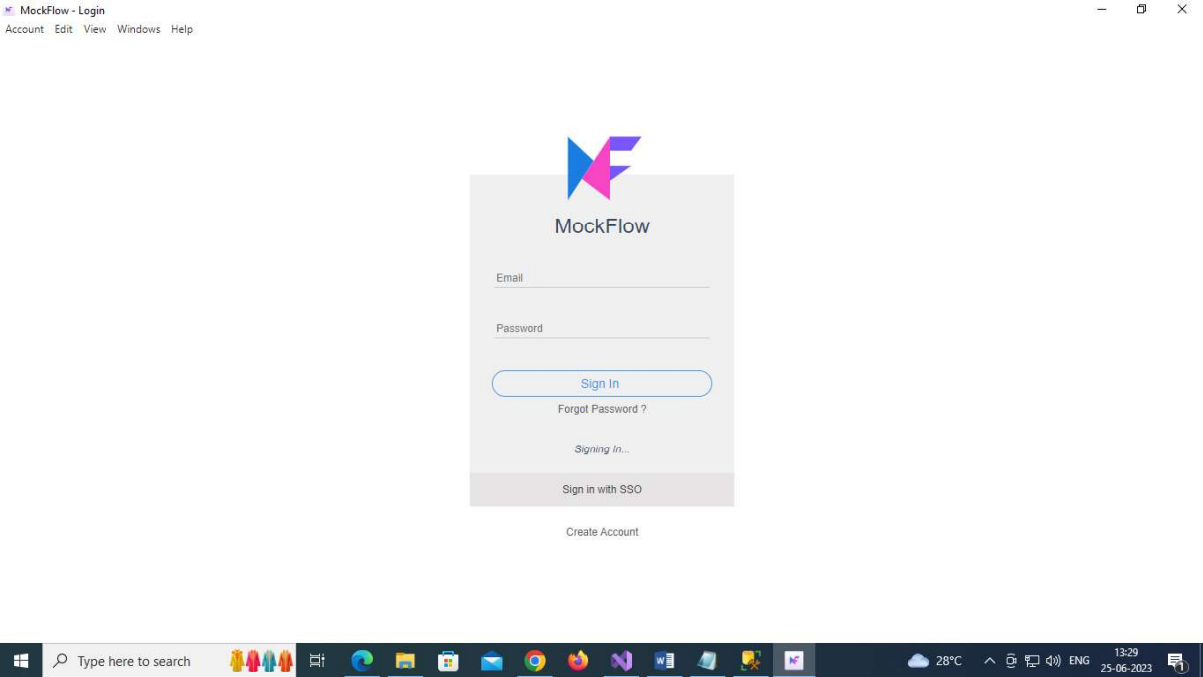 MockFlow - Login
Account Edit View Windows Help
MockFlow
Email
Password
Sign In
Forgot Password ?
Signing In...
Sign in with SSO
Create Account
Type here to search
28°C
ENG
13:29
25-06-2023
1